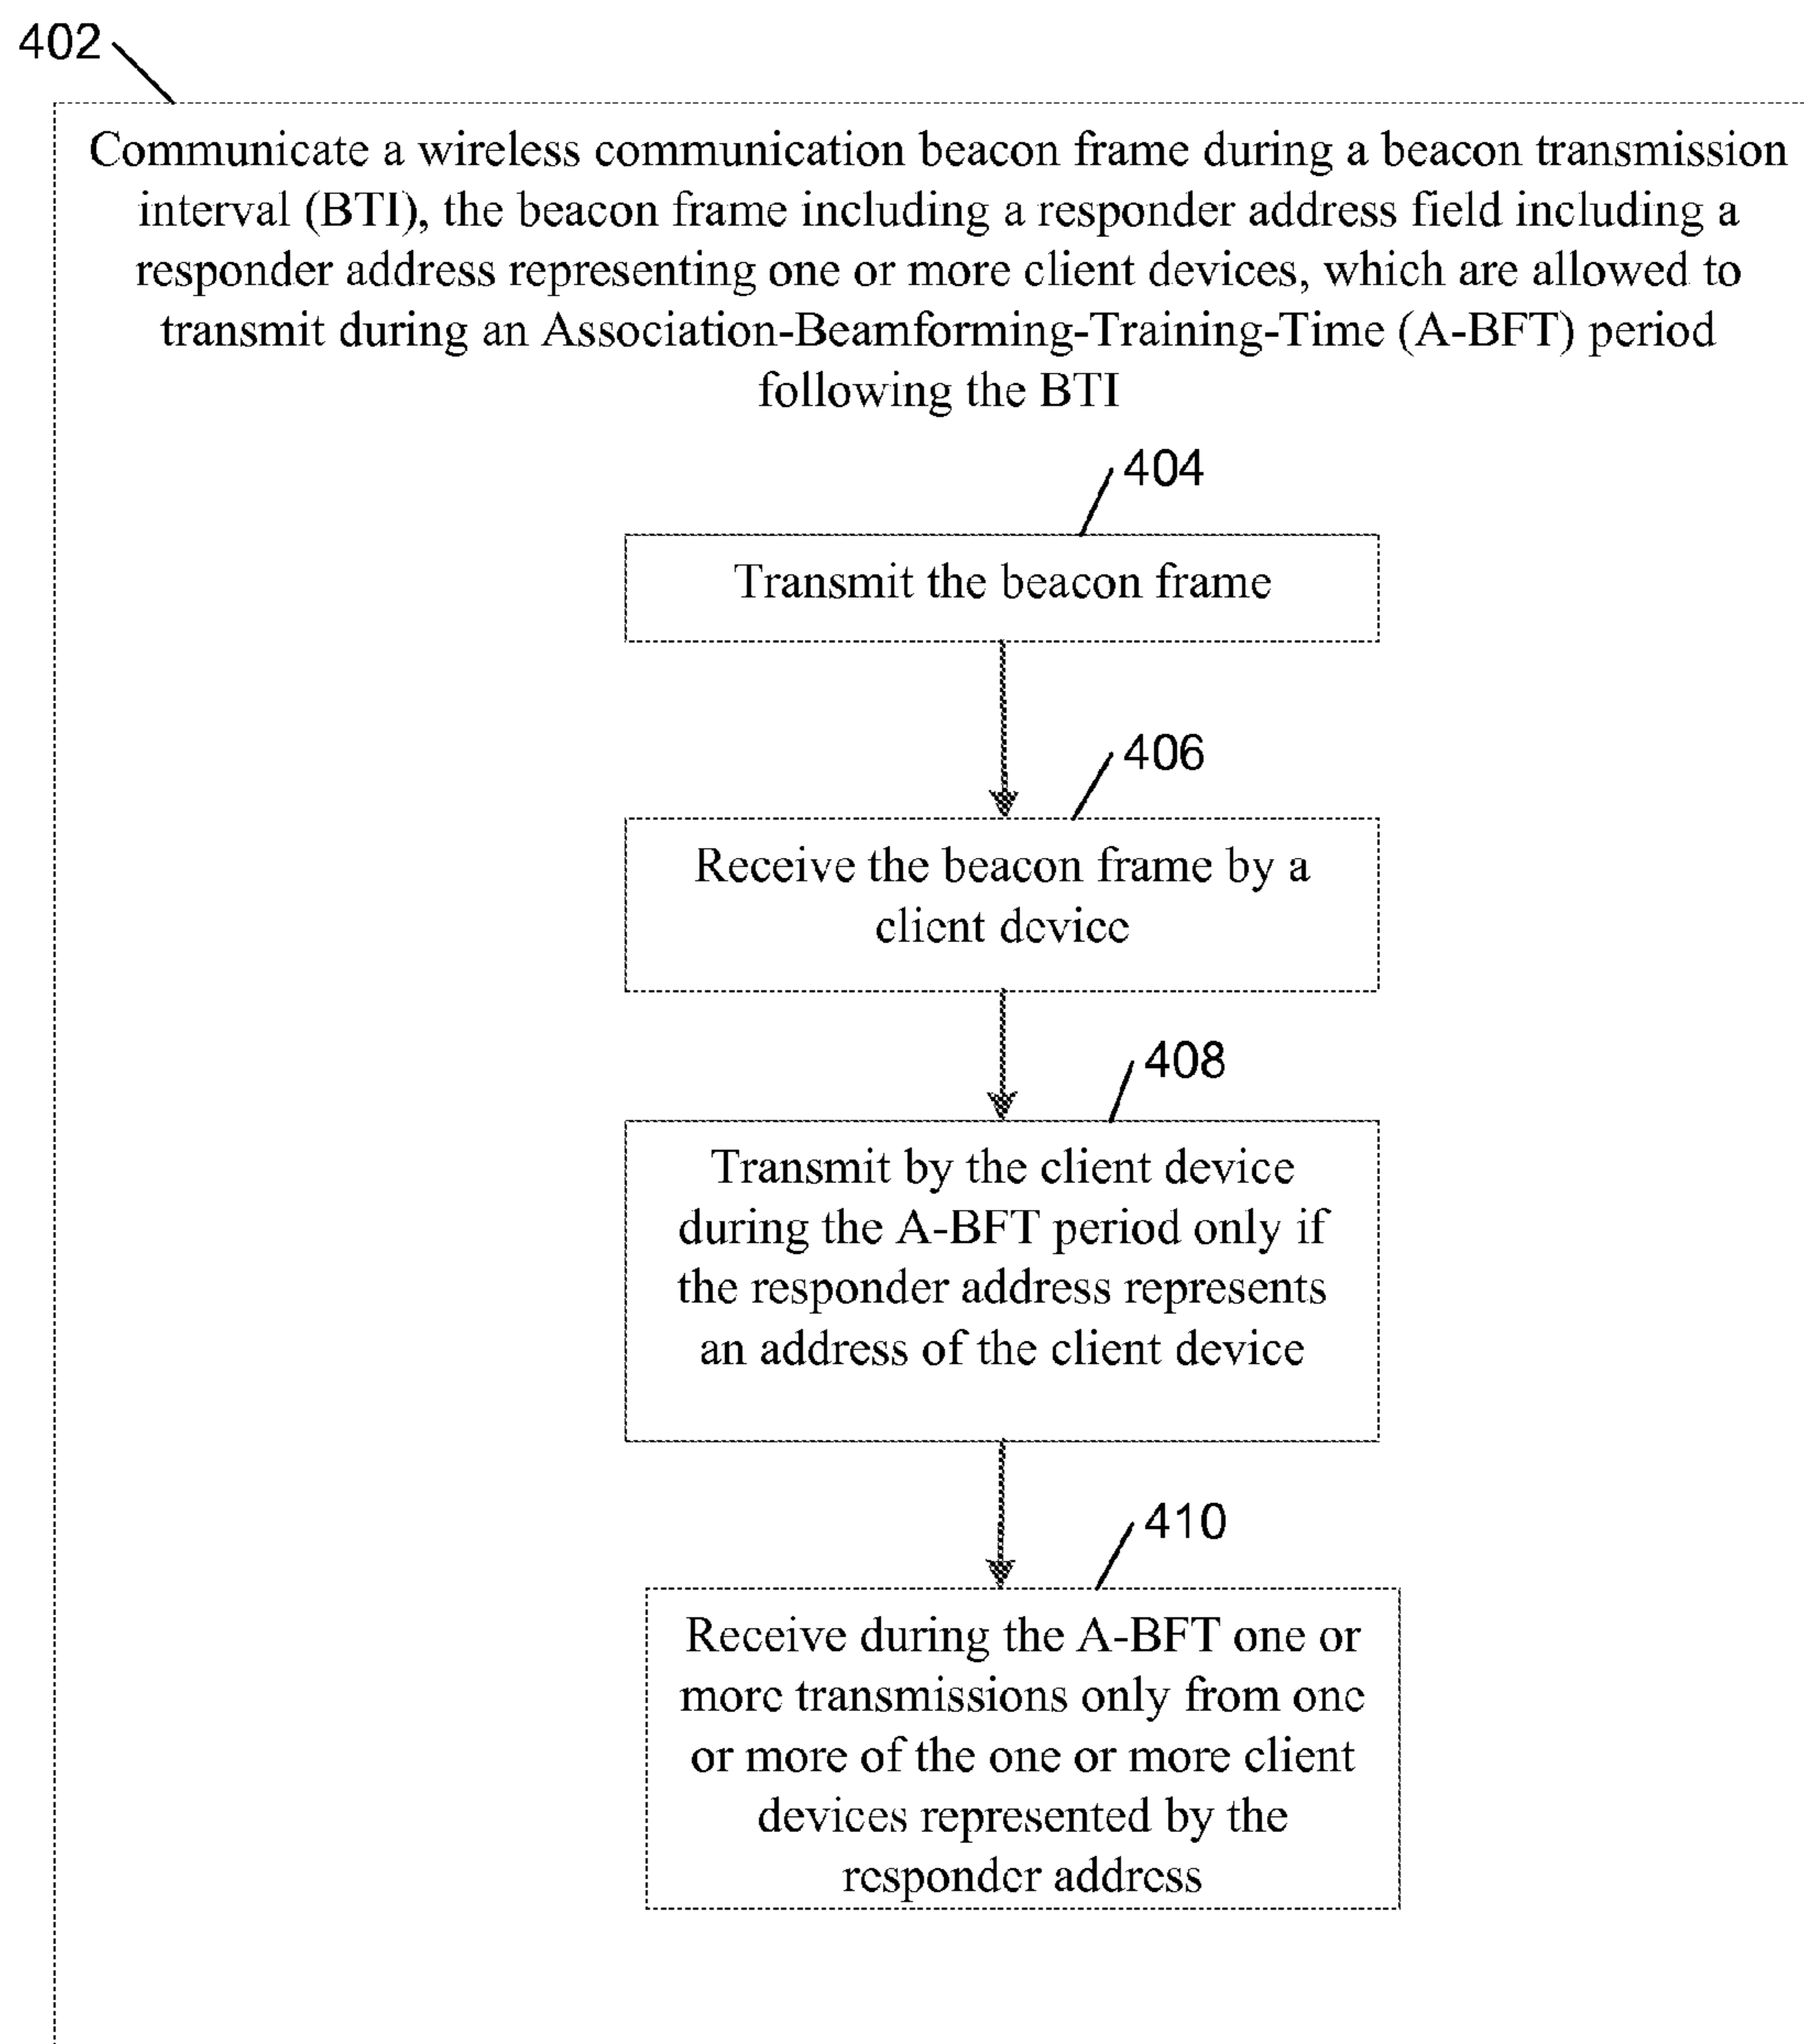 402
Communicate a wireless communication beacon frame during a beacon transmission
interval (BTI), the beacon frame including a responder address field including a
responder address representing one or more client devices, which are allowed to
transmit during an Association-Beamforming-Training-Time (A-BFT) period
following the BTI
404
Transmit the beacon frame
406
Receive the beacon frame by a
client device
408
Transmit by the client device
during the A-BFT period only if
the responder address represents
an address of the client device
410
Receive during the A-BFT one or
more transmissions only from one
or more of the one or more client
devices represented by the
responder address